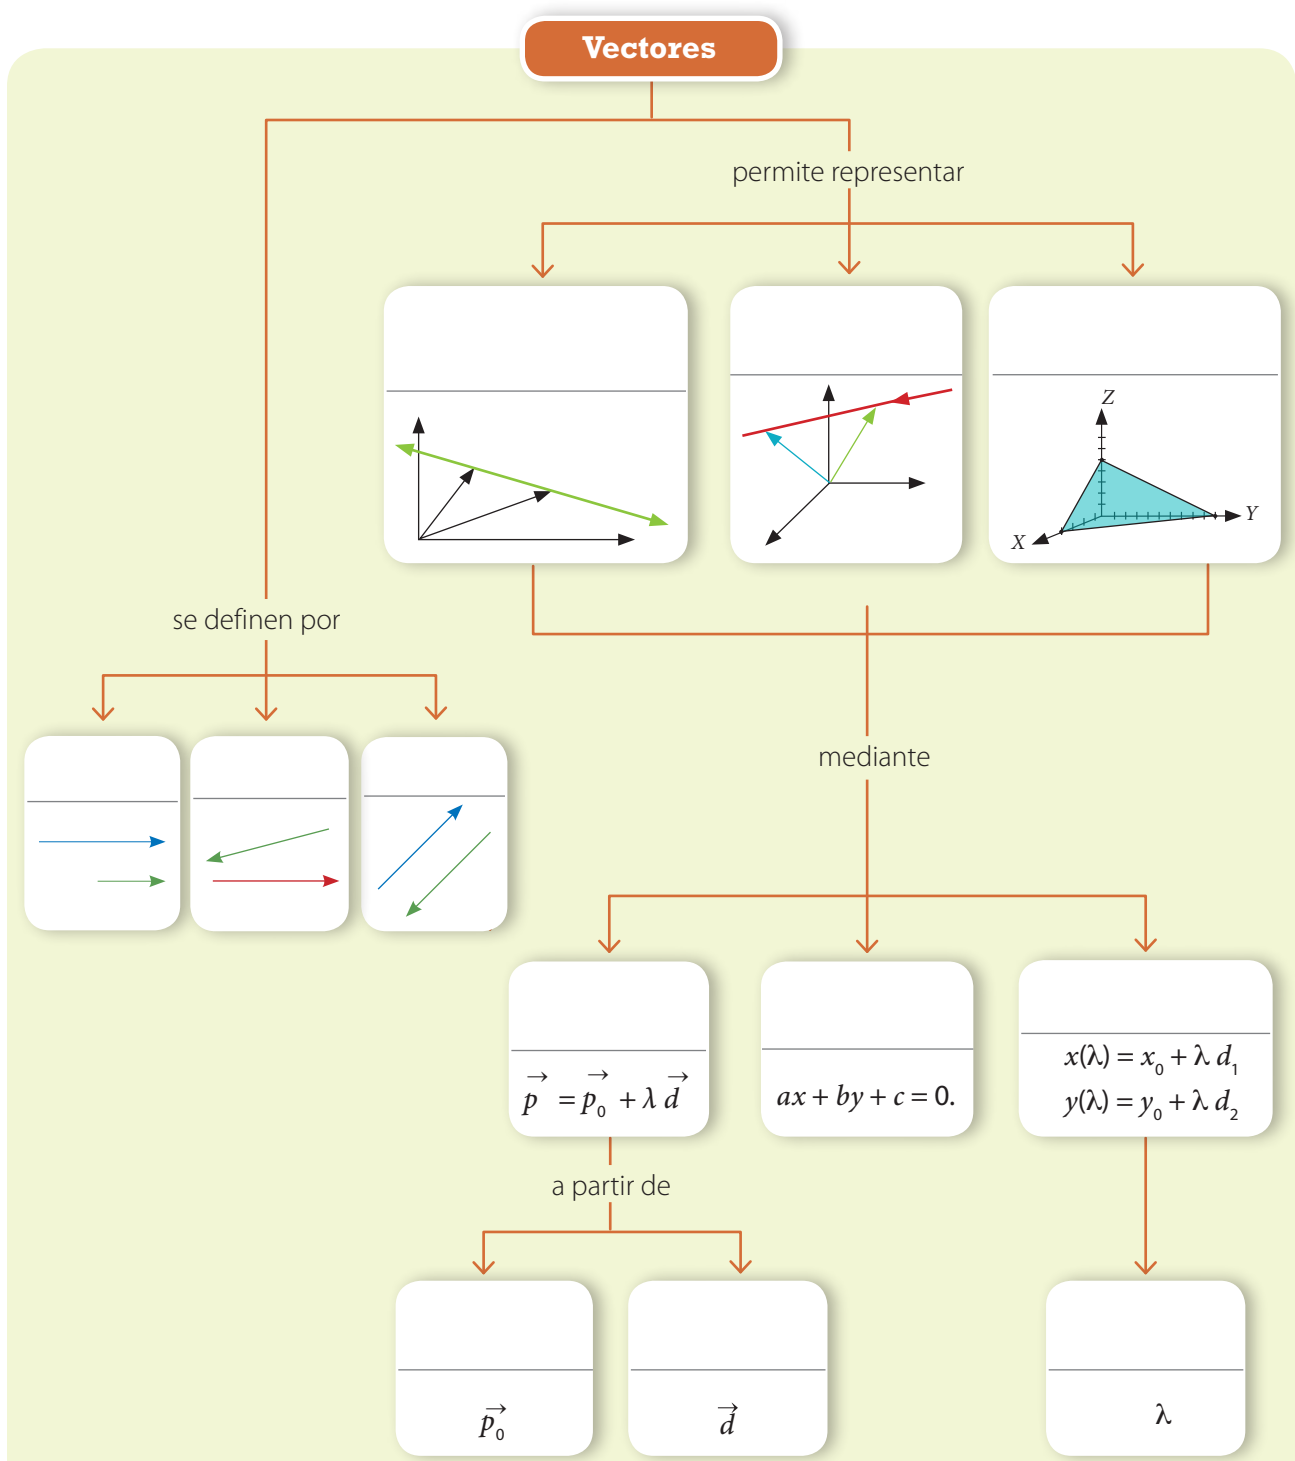 Vectores
permite representar
Z
Y
X
se definen por
mediante
p⃗ = p⃗₀ + λ d⃗
ax + by + c = 0.
x(λ) = x₀ + λ d₁
y(λ) = y₀ + λ d₂
a partir de
p⃗₀
d⃗
λ